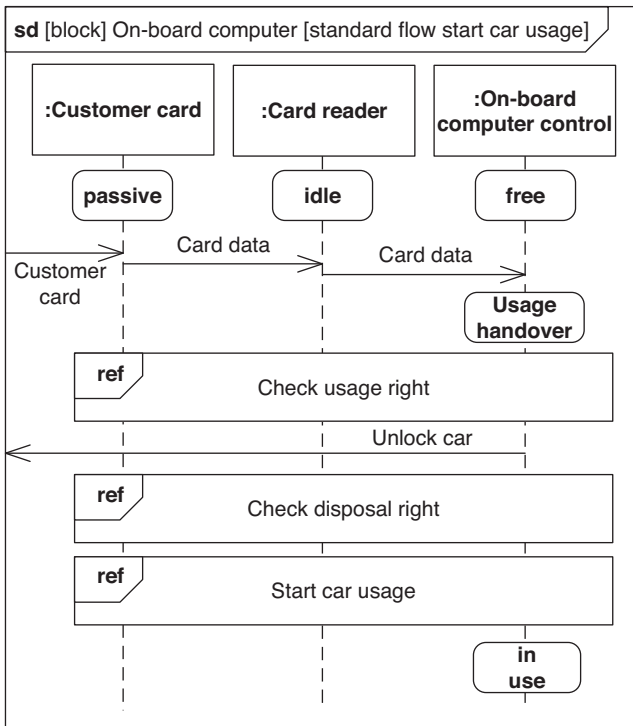 sd [block] On-board computer [standard flow start car usage]
:Customer card
:Card reader
:On-board
computer control
passive
idle
free
Customer
card
Card data
Card data
Usage
handover
ref
Check usage right
Unlock car
ref
Check disposal right
ref
Start car usage
in
use